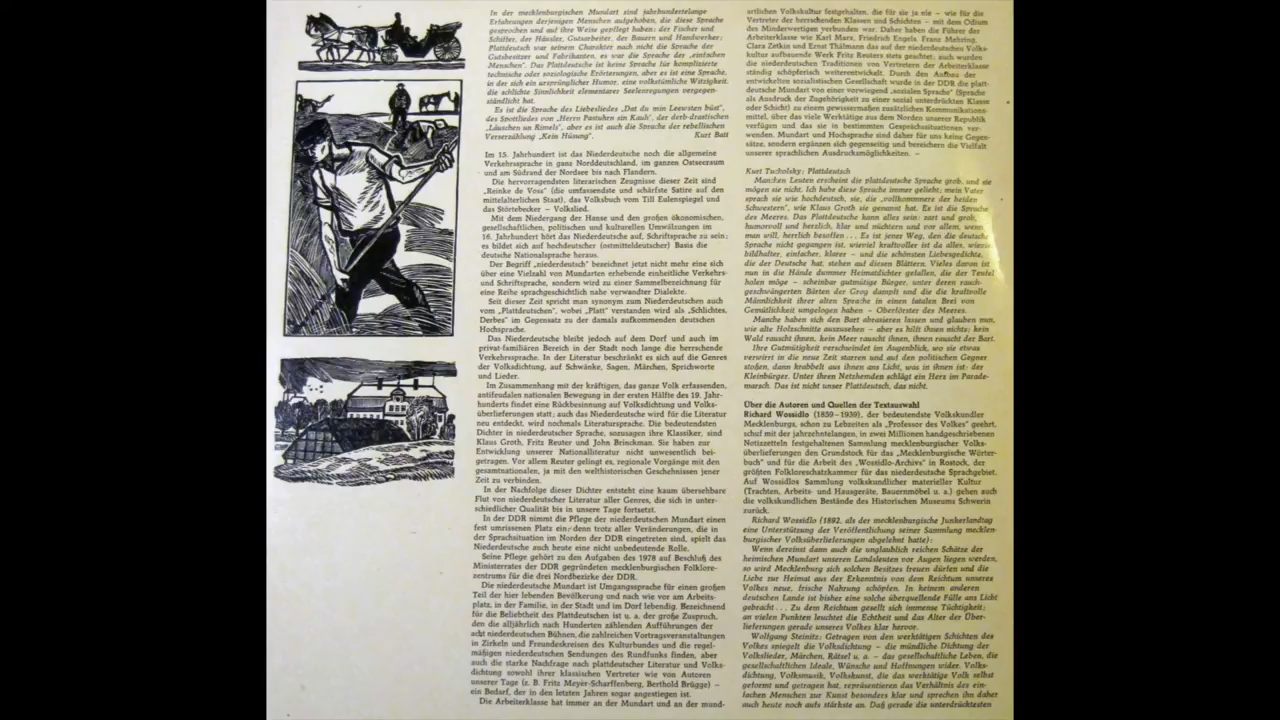 In der mecklenburgischen Mundart sind jahrhundertelange
Erfahrungen derjenigen Menschen aufgehoben, die diese Sprache
gesprochen und auf ihre Weise gepflegt haben: der Fischer und
Schiffer, der Häusler, Gutsarbeiter, der Bauern und Handwerker;
Plattdeutsch war seinem Charakter nach nicht die Sprache der
Gutsbesitzer und Fabrikanten, es war die Sprache der „einfachen
Menschen". Das Plattdeutsche ist keine Sprache für komplizierte
technische oder soziologische Erörterungen, aber es ist eine Sprache,
in der sich ein ursprünglicher Humor, eine volkstümliche Witzigkeit,
die schlichte Sinnlichkeit elementarer Seelenregungen vergegen-
ständlicht hat.
Es ist die Sprache des Liebesliedes „Dat du min Leewsten büst",
des Spottliedes von „Herrn Pastuhrn sin Kauh", der derb-drastischen
„Läuschen un Rimels", aber es ist auch die Sprache der rebellischen
Verserzählung „Kein Hüsung". Kurt Batt
Im 15. Jahrhundert ist das Niederdeutsche noch die allgemeine
Verkehrssprache in ganz Norddeutschland, im ganzen Ostseeraum
und am Südrand der Nordsee bis nach Flandern.
Die hervorragendsten literarischen Zeugnisse dieser Zeit sind
„Reinke de Voss" (die umfassendste und schärfste Satire auf den
mittelalterlichen Staat), das Volksbuch vom Till Eulenspiegel und
das Störtebecker – Volkslied.
Mit dem Niedergang der Hanse und den großen ökonomischen,
gesellschaftlichen, politischen und kulturellen Umwälzungen im
16. Jahrhundert hört das Niederdeutsche auf, Schriftsprache zu sein;
es bildet sich auf hochdeutscher (ostmitteldeutscher) Basis die
deutsche Nationalsprache heraus.
Der Begriff „niederdeutsch" bezeichnet jetzt nicht mehr eine sich
über eine Vielzahl von Mundarten erhebende einheitliche Verkehrs-
und Schriftsprache, sondern wird zu einer Sammelbezeichnung für
eine Reihe sprachgeschichtlich nahe verwandter Dialekte.
Seit dieser Zeit spricht man synonym zum Niederdeutschen auch
vom „Plattdeutschen", wobei „Platt" verstanden wird als „Schlichtes,
Derbes" im Gegensatz zu der damals aufkommenden deutschen
Hochsprache.
Das Niederdeutsche bleibt jedoch auf dem Dorf und auch im
privat-familiären Bereich in der Stadt noch lange die herrschende
Verkehrssprache. In der Literatur beschränkt es sich auf die Genres
der Volksdichtung, auf Schwänke, Sagen, Märchen, Sprichworte
und Lieder.
Im Zusammenhang mit der kräftigen, das ganze Volk erfassenden,
antifeudalen nationalen Bewegung in der ersten Hälfte des 19. Jahr-
hunderts findet eine Rückbesinnung auf Volksdichtung und Volks-
überlieferungen statt; auch das Niederdeutsche wird für die Literatur
neu entdeckt, wird nochmals Literatursprache. Die bedeutendsten
Dichter in niederdeutscher Sprache, sozusagen ihre Klassiker, sind
Klaus Groth, Fritz Reuter und John Brinckman. Sie haben zur
Entwicklung unserer Nationalliteratur nicht unwesentlich bei-
getragen. Vor allem Reuter gelingt es, regionale Vorgänge mit den
gesamtnationalen, ja mit den welthistorischen Geschehnissen jener
Zeit zu verbinden.
In der Nachfolge dieser Dichter entsteht eine kaum übersehbare
Flut von niederdeutscher Literatur aller Genres, die sich in unter-
schiedlicher Qualität bis in unsere Tage fortsetzt.
In der DDR nimmt die Pflege der niederdeutschen Mundart einen
fest umrissenen Platz ein; denn trotz aller Veränderungen, die in
der Sprachsituation im Norden der DDR eingetreten sind, spielt das
Niederdeutsche auch heute eine nicht unbedeutende Rolle.
Seine Pflege gehört zu den Aufgaben des 1978 auf Beschluß des
Ministerrates der DDR gegründeten mecklenburgischen Folklore-
zentrums für die drei Nordbezirke der DDR.
Die niederdeutsche Mundart ist Umgangssprache für einen großen
Teil der hier lebenden Bevölkerung und nach wie vor am Arbeits-
platz, in der Familie, in der Stadt und im Dorf lebendig. Bezeichnend
für die Beliebtheit des Plattdeutschen ist u. a. der große Zuspruch,
den die alljährlich nach Hunderten zählenden Aufführungen der
acht niederdeutschen Bühnen, die zahlreichen Vortragsveranstaltungen
in Zirkeln und Freundeskreisen des Kulturbundes und die regel-
mäßigen niederdeutschen Sendungen des Rundfunks finden, aber
auch die starke Nachfrage nach plattdeutscher Literatur und Volks-
dichtung sowohl ihrer klassischen Vertreter wie von Autoren
unserer Tage (z. B. Fritz Meyer-Scharffenberg, Berthold Brügge) –
ein Bedarf, der in den letzten Jahren sogar angestiegen ist.
Die Arbeiterklasse hat immer an der Mundart und an der mund-
artlichen Volkskultur festgehalten, die für sie ja nie – wie für die
Vertreter der herrschenden Klassen und Schichten – mit dem Odium
des Minderwertigen verbunden war. Daher haben die Führer der
Arbeiterklasse wie Karl Marx, Friedrich Engels, Franz Mehring,
Clara Zetkin und Ernst Thälmann das auf der niederdeutschen Volks-
kultur aufbauende Werk Fritz Reuters stets geachtet; auch wurden
die niederdeutschen Traditionen von Vertretern der Arbeiterklasse
ständig schöpferisch weiterentwickelt. Durch den Aufbau der
entwickelten sozialistischen Gesellschaft wurde in der DDR die platt-
deutsche Mundart von einer vorwiegend „sozialen Sprache" (Sprache
als Ausdruck der Zugehörigkeit zu einer sozial unterdrückten Klasse
oder Schicht) zu einem gewissermaßen zusätzlichen Kommunikations-
mittel, über das viele Werktätige aus dem Norden unserer Republik
verfügen und das sie in bestimmten Gesprächssituationen ver-
wenden. Mundart und Hochsprache sind daher für uns keine Gegen-
sätze, sondern ergänzen sich gegenseitig und bereichern die Vielfalt
unserer sprachlichen Ausdrucksmöglichkeiten. –
Kurt Tucholsky: Plattdeutsch
Manchen Leuten erscheint die plattdeutsche Sprache grob, und sie
mögen sie nicht. Ich habe diese Sprache immer geliebt; mein Vater
sprach sie wie hochdeutsch, sie, die „vollkommnere der beiden
Schwestern", wie Klaus Groth sie genannt hat. Es ist die Sprache
des Meeres. Das Plattdeutsche kann alles sein: zart und grob,
humorvoll und herzlich, klar und nüchtern und vor allem, wenn
man will, herrlich besoffen . . . Es ist jener Weg, den die deutsche
Sprache nicht gegangen ist, wieviel kraftvoller ist da alles, wieviel
bildhafter, einfacher, klarer – und die schönsten Liebesgedichte,
die der Deutsche hat, stehen auf diesen Blättern. Vieles davon ist
nun in die Hände dummer Heimatdichter gefallen, die der Teufel
holen möge – scheinbar gutmütige Bürger, unter deren rausch-
geschwängerten Bärten der Grog dampft und die die kraftvolle
Männlichkeit ihrer alten Sprache in einen fatalen Brei von
Gemütlichkeit umgelogen haben – Oberförster des Meeres.
Manche haben sich den Bart abrasieren lassen und glauben nun,
wie alte Holzschnitte auszusehen – aber es hilft ihnen nichts; kein
Wald rauscht ihnen, kein Meer rauscht ihnen, ihnen rauscht der Bart.
Ihre Gutmütigkeit verschwindet im Augenblick, wo sie etwas
verwirrt in die neue Zeit starren und auf den politischen Gegner
stoßen, dann krabbelt aus ihnen ans Licht, was in ihnen ist: der
Kleinbürger. Unter ihren Netzhemden schlägt ein Herz im Parade-
marsch. Das ist nicht unser Plattdeutsch, das nicht.
Über die Autoren und Quellen der Textauswahl
Richard Wossidlo (1859–1939), der bedeutendste Volkskundler
Mecklenburgs, schon zu Lebzeiten als „Professor des Volkes" geehrt,
schuf mit der jahrzehntelangen, in zwei Millionen handgeschriebenen
Notizzetteln festgehaltenen Sammlung mecklenburgischer Volks-
überlieferungen den Grundstock für das „Mecklenburgische Wörter-
buch" und für die Arbeit des „Wossidlo-Archivs" in Rostock, der
größten Folkloreschatzkammer für das niederdeutsche Sprachgebiet.
Auf Wossidlos Sammlung volkskundlicher materieller Kultur
(Trachten, Arbeits- und Hausgeräte, Bauernmöbel u. a.) gehen auch
die volkskundlichen Bestände des Historischen Museums Schwerin
zurück.
Richard Wossidlo (1892, als der mecklenburgische Junkerlandtag
eine Unterstützung der Veröffentlichung seiner Sammlung mecklen-
burgischer Volksüberlieferungen abgelehnt hatte):
Wenn dereinst dann auch die unglaublich reichen Schätze der
heimischen Mundart unseren Landsleuten vor Augen liegen werden,
so wird Mecklenburg sich solchen Besitzes freuen dürfen und die
Liebe zur Heimat aus der Erkenntnis von dem Reichtum unseres
Volkes neue, frische Nahrung schöpfen. In keinem anderen
deutschen Lande ist bisher eine solche überquellende Fülle ans Licht
gebracht . . . Zu dem Reichtum gesellt sich immense Tüchtigkeit;
an vielen Punkten leuchtet die Echtheit und das Alter der Über-
lieferungen gerade unseres Volkes klar hervor.
Wolfgang Steinitz: Getragen von den werktätigen Schichten des
Volkes spiegelt die Volksdichtung – die mündliche Dichtung der
Volkslieder, Märchen, Rätsel u. a. – das gesellschaftliche Leben, die
gesellschaftlichen Ideale, Wünsche und Hoffnungen wider. Volks-
dichtung, Volksmusik, Volkskunst, die das werktätige Volk selbst
geformt und getragen hat, repräsentieren das Verhältnis des ein-
fachen Menschen zur Kunst besonders klar und sprechen ihn daher
auch heute noch aufs stärkste an. Daß gerade die unterdrücktesten